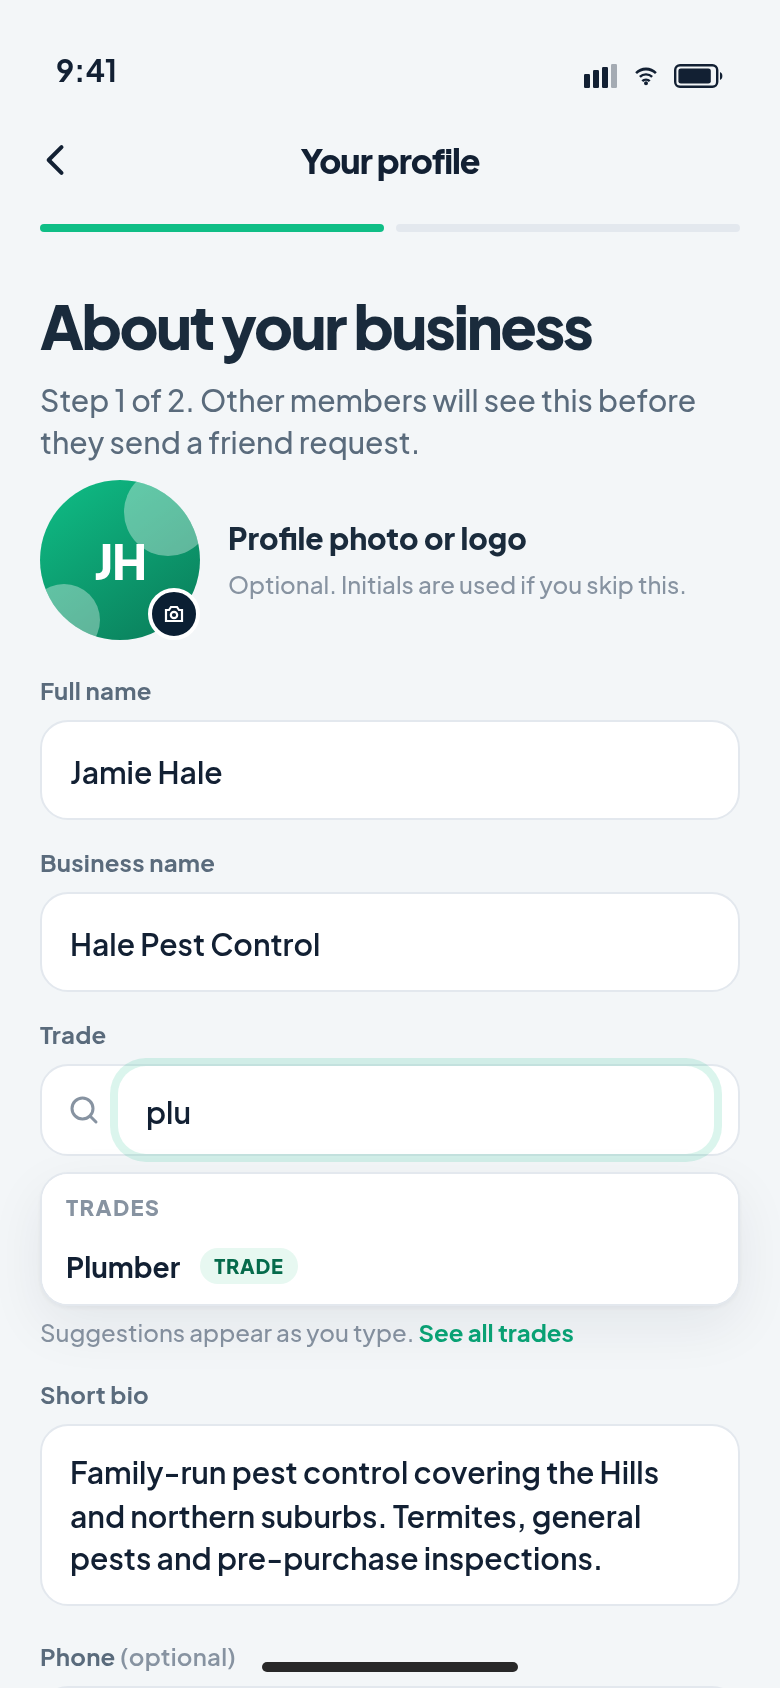 9:41
Your profile
About your business
Step 1 of 2. Other members will see this before
they send a friend request.
JH
Profile photo or logo
Optional. Initials are used if you skip this.
Full name
Jamie Hale
Business name
Hale Pest Control
Trade
plu
TRADES
Plumber TRADE
Suggestions appear as you type. See all trades
Short bio
Family-run pest control covering the Hills
and northern suburbs. Termites, general
pests and pre-purchase inspections.
Phone (optional)